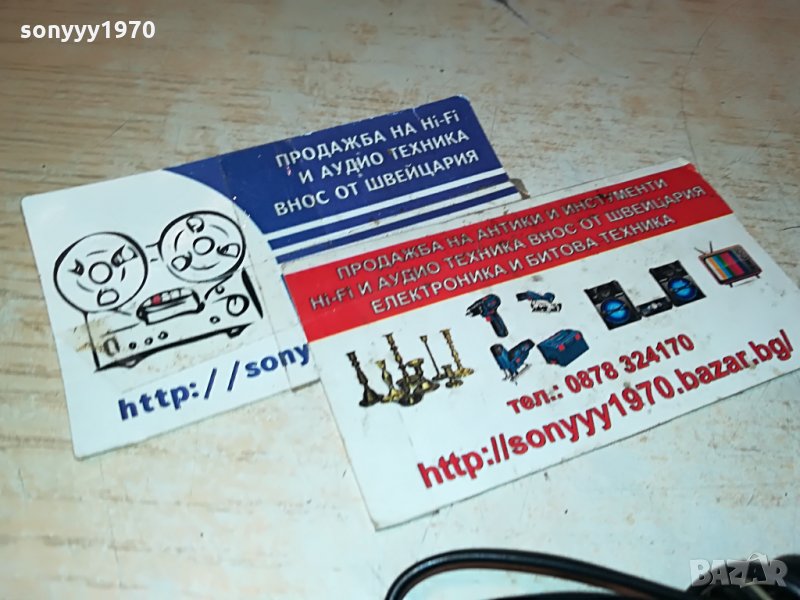 sonyyy1970
ПРОДАЖБА НА Hi-Fi
И АУДИО ТЕХНИКА
ВНОС ОТ ШВЕЙЦАРИЯ
http://sony
ПРОДАЖБА НА АНТИКИ И ИНСТУМЕНТИ
Hi-Fi И АУДИО ТЕХНИКА ВНОС ОТ ШВЕЙЦАРИЯ
ЕЛЕКТРОНИКА И БИТОВА ТЕХНИКА
тел.: 0878 324170
http://sonyyy1970.bazar.bg/
BAZAR